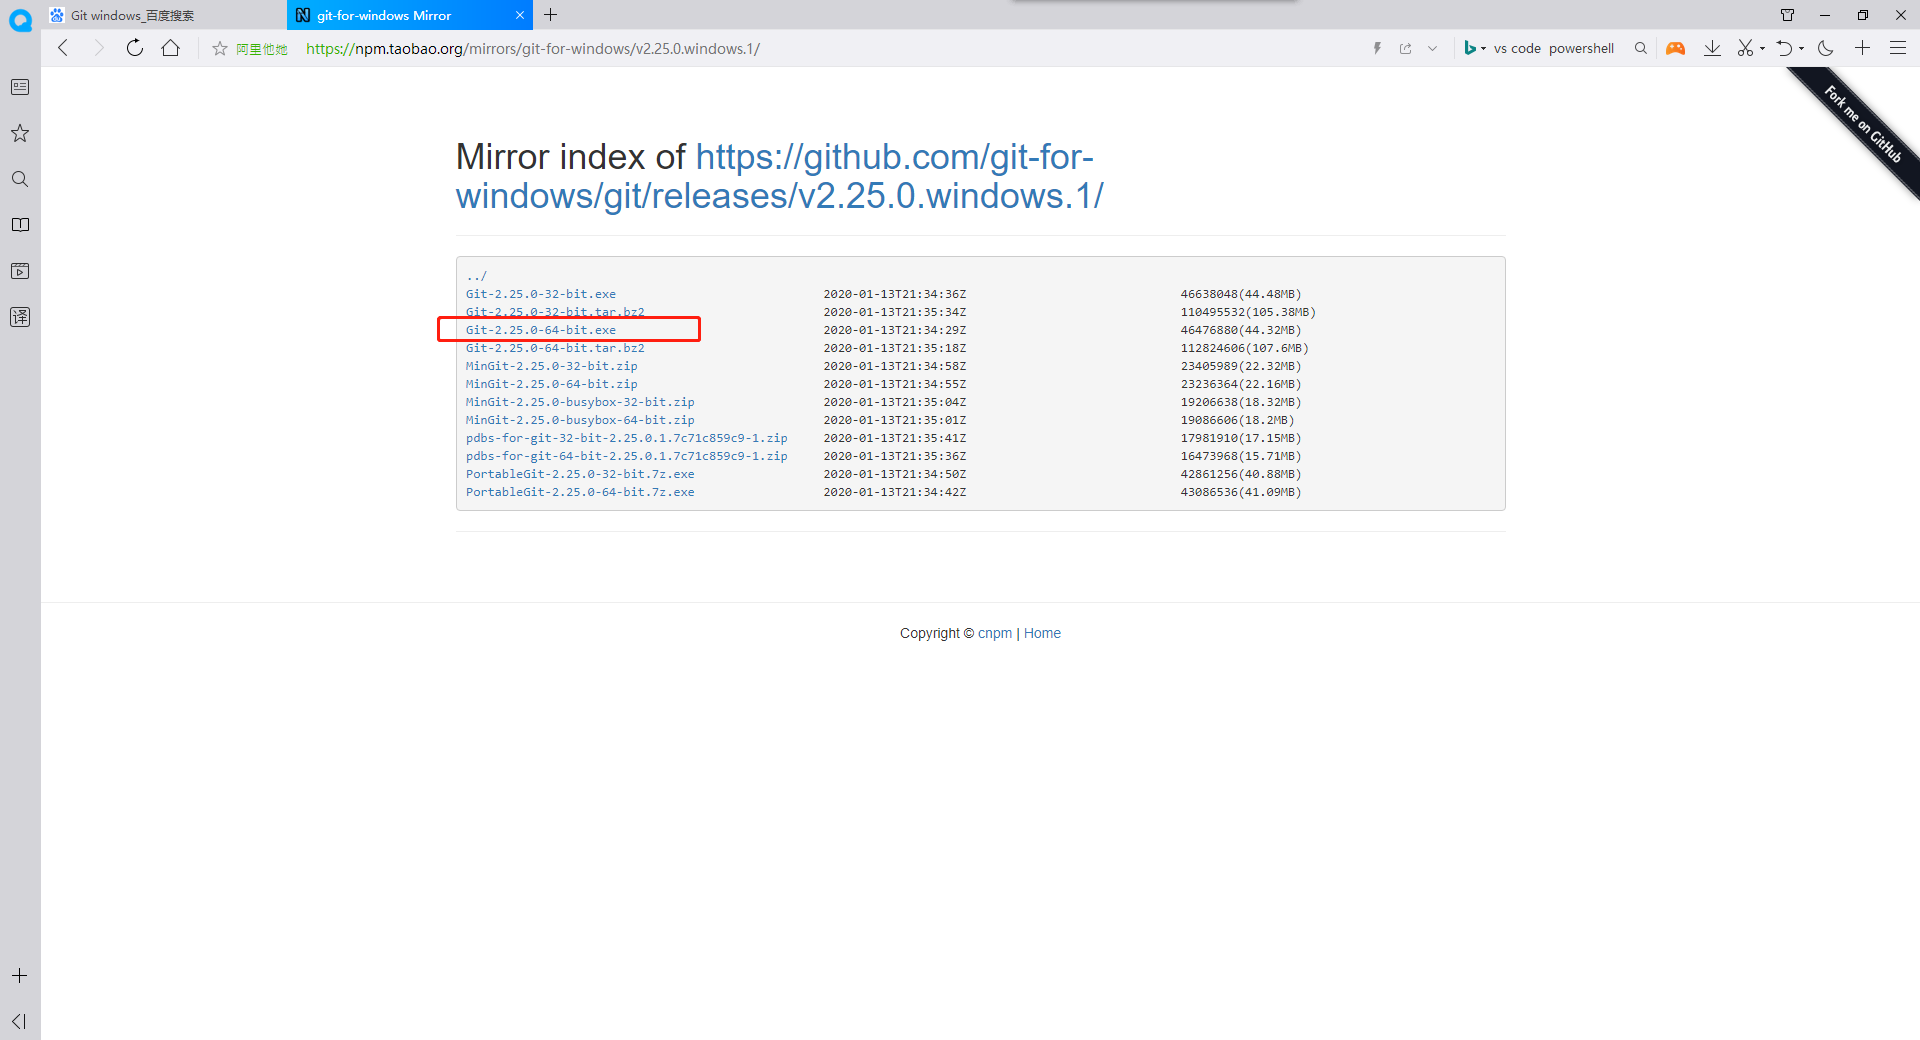 Git windows_百度搜索
git-for-windows Mirror
阿里他她
https://npm.taobao.org/mirrors/git-for-windows/v2.25.0.windows.1/
vs code powershell
Fork me on GitHub
译
Mirror index of https://github.com/git-for-
windows/git/releases/v2.25.0.windows.1/
../
Git-2.25.0-32-bit.exe 2020-01-13T21:34:36Z 46638048(44.48MB)
Git-2.25.0-32-bit.tar.bz2 2020-01-13T21:35:34Z 110495532(105.38MB)
Git-2.25.0-64-bit.exe 2020-01-13T21:34:29Z 46476880(44.32MB)
Git-2.25.0-64-bit.tar.bz2 2020-01-13T21:35:18Z 112824606(107.6MB)
MinGit-2.25.0-32-bit.zip 2020-01-13T21:34:58Z 23405989(22.32MB)
MinGit-2.25.0-64-bit.zip 2020-01-13T21:34:55Z 23236364(22.16MB)
MinGit-2.25.0-busybox-32-bit.zip 2020-01-13T21:35:04Z 19206638(18.32MB)
MinGit-2.25.0-busybox-64-bit.zip 2020-01-13T21:35:01Z 19086606(18.2MB)
pdbs-for-git-32-bit-2.25.0.1.7c71c859c9-1.zip 2020-01-13T21:35:41Z 17981910(17.15MB)
pdbs-for-git-64-bit-2.25.0.1.7c71c859c9-1.zip 2020-01-13T21:35:36Z 16473968(15.71MB)
PortableGit-2.25.0-32-bit.7z.exe 2020-01-13T21:34:50Z 42861256(40.88MB)
PortableGit-2.25.0-64-bit.7z.exe 2020-01-13T21:34:42Z 43086536(41.09MB)
Copyright © cnpm | Home